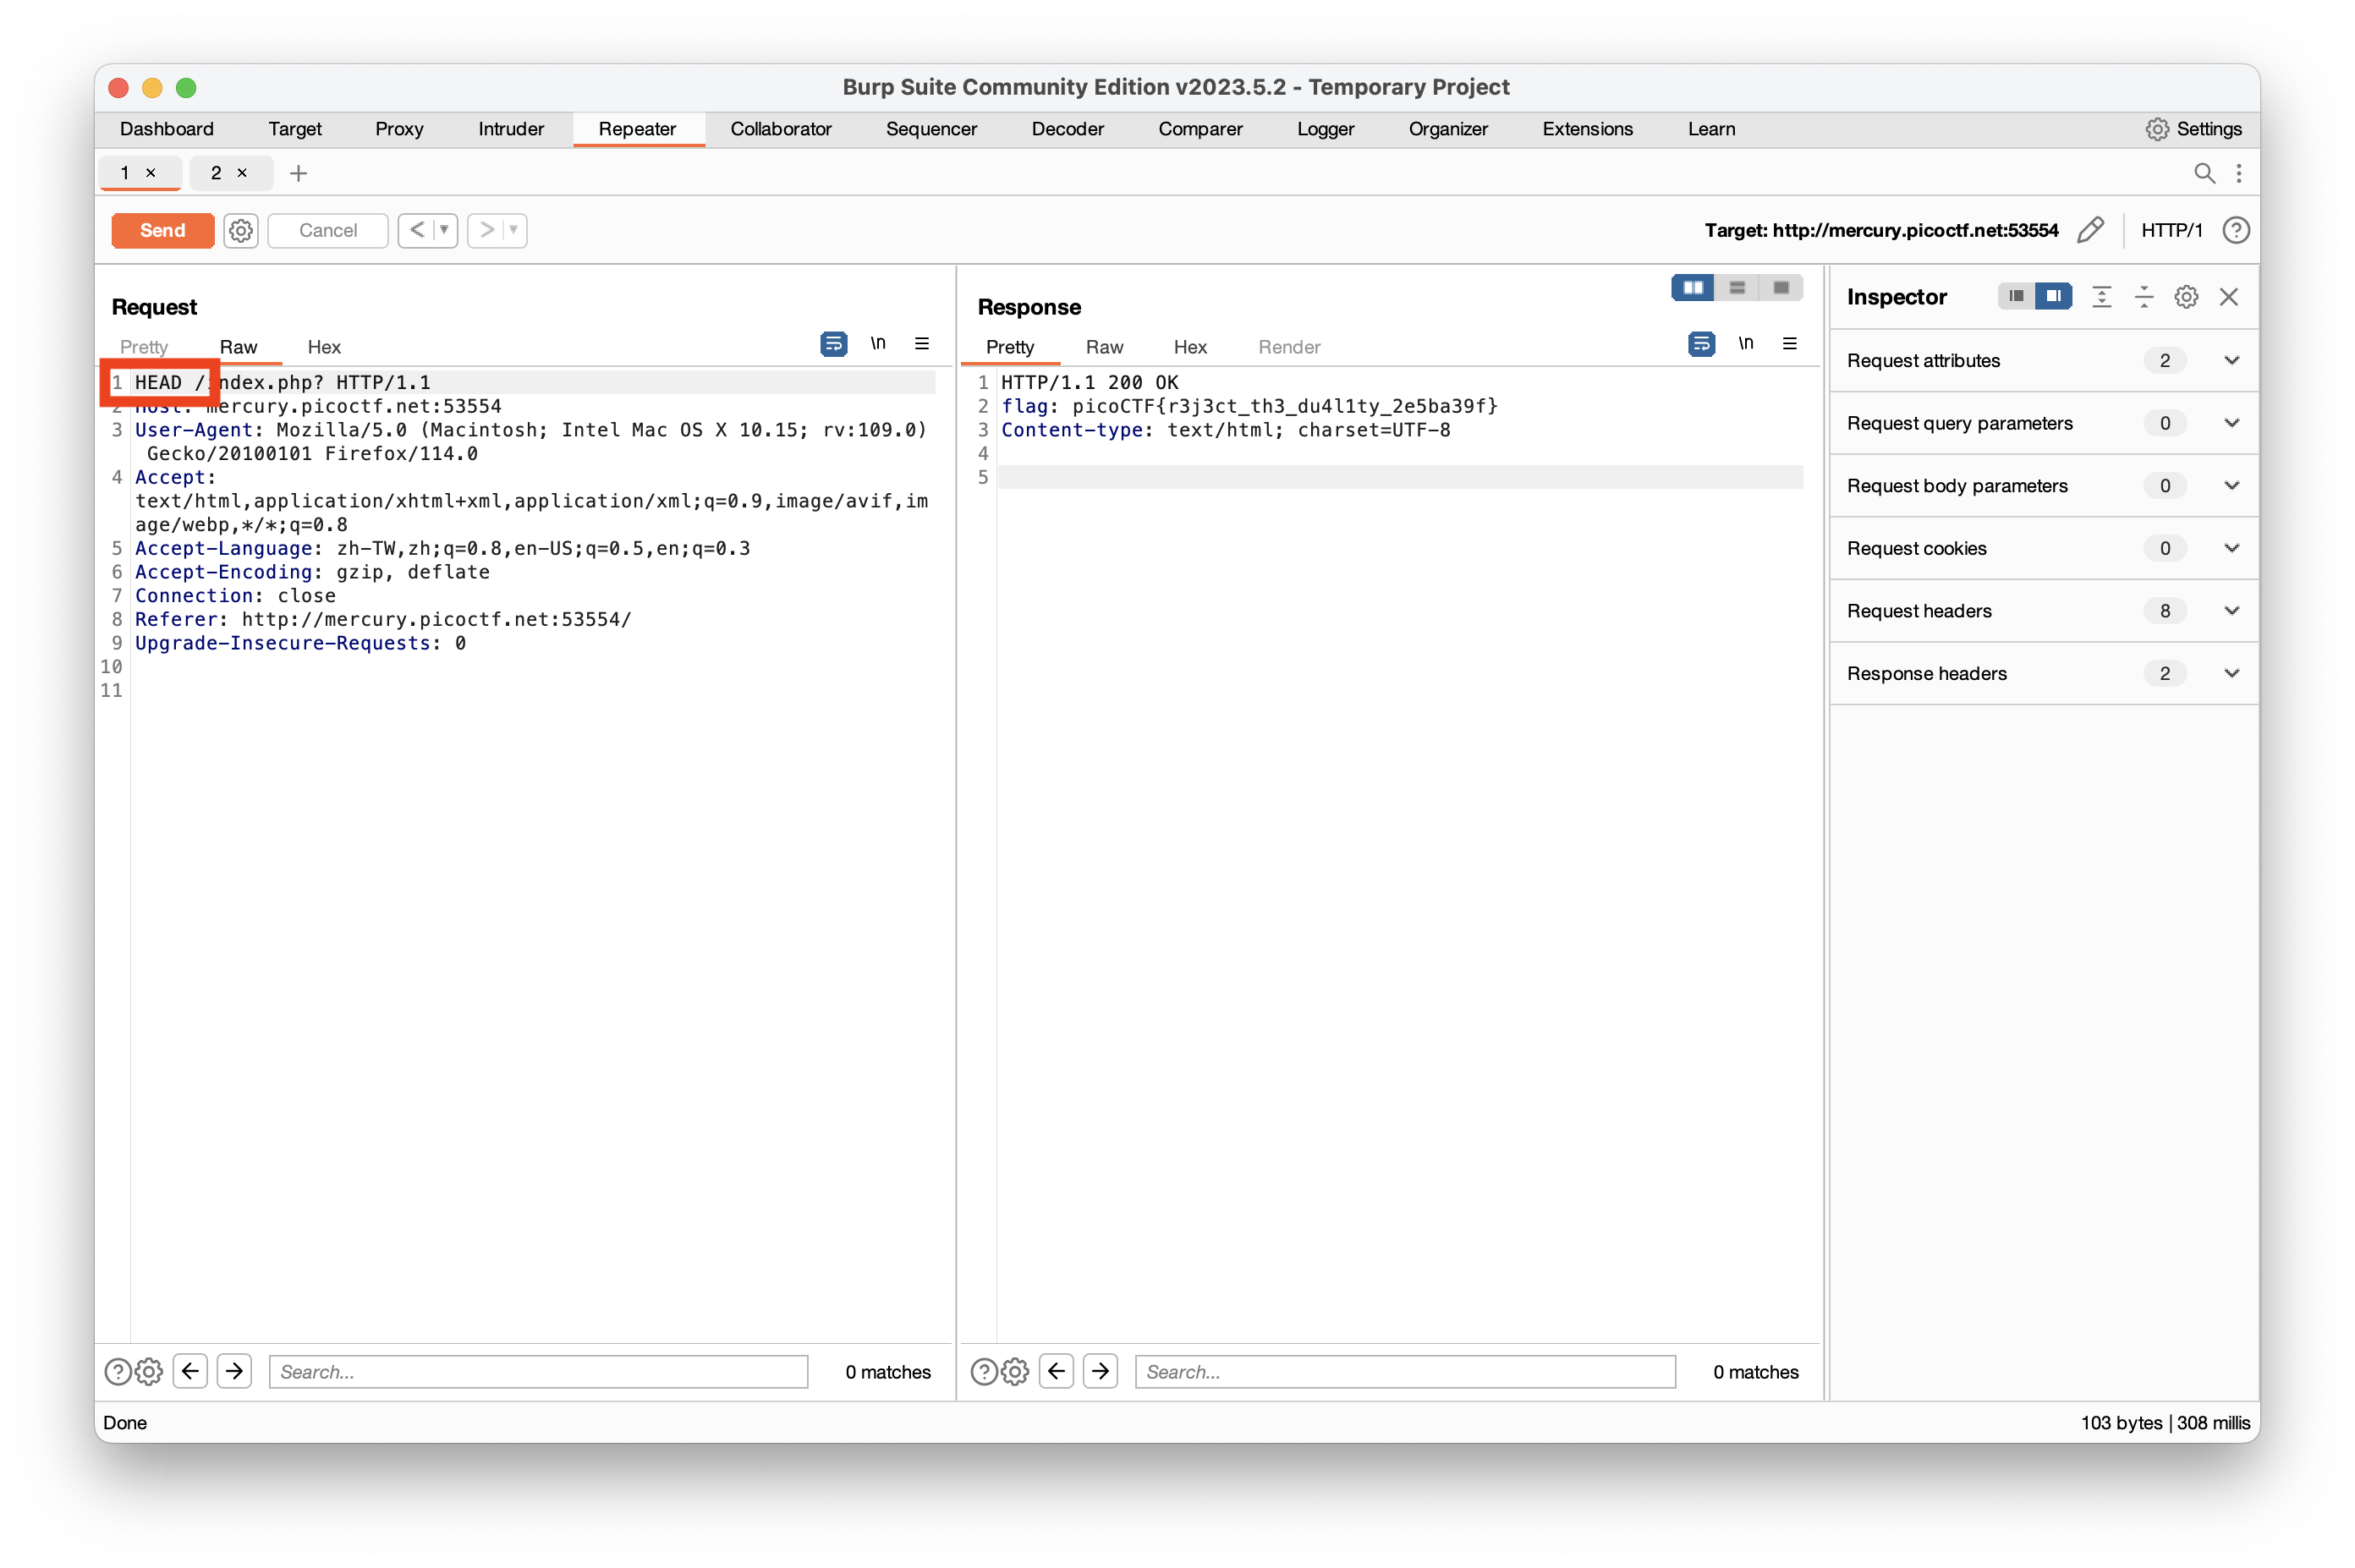 Burp Suite Community Edition v2023.5.2 - Temporary Project
Dashboard Target Proxy Intruder Repeater Collaborator Sequencer Decoder Comparer Logger Organizer Extensions Learn Settings
1 × 2 × +
Send Cancel < > Target: http://mercury.picoctf.net:53554 HTTP/1 ?
Request
Pretty Raw Hex \n
1 HEAD /index.php? HTTP/1.1
2 Host: mercury.picoctf.net:53554
3 User-Agent: Mozilla/5.0 (Macintosh; Intel Mac OS X 10.15; rv:109.0)
Gecko/20100101 Firefox/114.0
4 Accept:
text/html,application/xhtml+xml,application/xml;q=0.9,image/avif,im
age/webp,*/*;q=0.8
5 Accept-Language: zh-TW,zh;q=0.8,en-US;q=0.5,en;q=0.3
6 Accept-Encoding: gzip, deflate
7 Connection: close
8 Referer: http://mercury.picoctf.net:53554/
9 Upgrade-Insecure-Requests: 0
10
11
? Search... 0 matches
Response
Pretty Raw Hex Render \n
1 HTTP/1.1 200 OK
2 flag: picoCTF{r3j3ct_th3_du4l1ty_2e5ba39f}
3 Content-type: text/html; charset=UTF-8
4
5
? Search... 0 matches
Inspector
Request attributes 2
Request query parameters 0
Request body parameters 0
Request cookies 0
Request headers 8
Response headers 2
Done
103 bytes | 308 millis